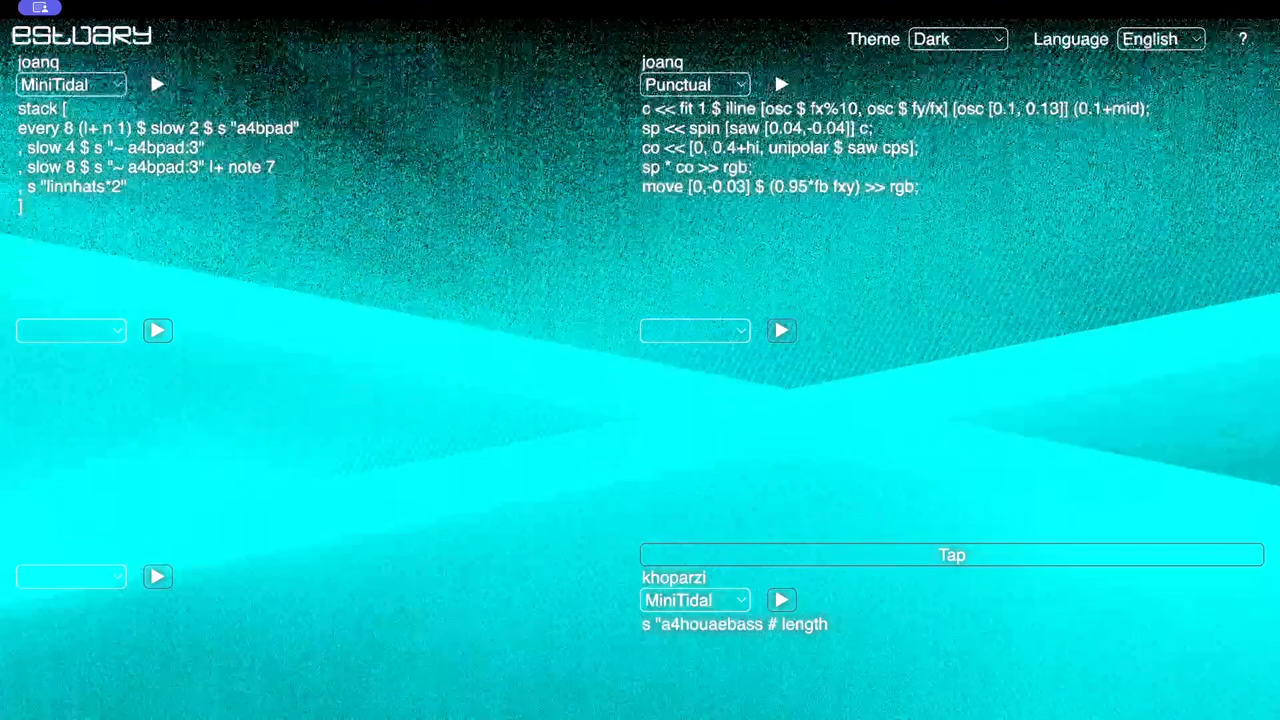 estuary
Theme Dark Language English ?
joanq
MiniTidal
stack [
every 8 (|+ n 1) $ slow 2 $ s "a4bpad"
, slow 4 $ s "~ a4bpad:3"
, slow 8 $ s "~ a4bpad:3" |+ note 7
, s "linnhats*2"
]
joanq
Punctual
c << fit 1 $ iline [osc $ fx%10, osc $ fy/fx] [osc [0.1, 0.13]] (0.1+mid);
sp << spin [saw [0.04,-0.04]] c;
co << [0, 0.4+hi, unipolar $ saw cps];
sp * co >> rgb;
move [0,-0.03] $ (0.95*fb fxy) >> rgb;
Tap
khoparzi
MiniTidal
s "a4houaebass # length